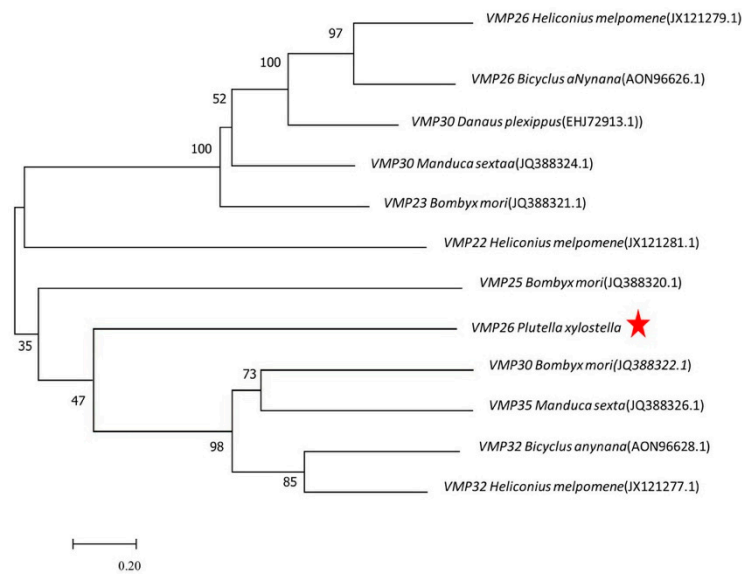 VMP26 Heliconius melpomene(JX121279.1)
97
100
VMP26 Bicyclus aNynana(AON96626.1)
52
VMP30 Danaus plexippus(EHJ72913.1))
100
VMP30 Manduca sextaa(JQ388324.1)
VMP23 Bombyx mori(JQ388321.1)
VMP22 Heliconius melpomene(JX121281.1)
VMP25 Bombyx mori(JQ388320.1)
VMP26 Plutella xylostella
35
VMP30 Bombyx mori(JQ388322.1)
73
47
VMP35 Manduca sexta(JQ388326.1)
98
VMP32 Bicyclus anynana(AON96628.1)
85
VMP32 Heliconius melpomene(JX121277.1)
0.20